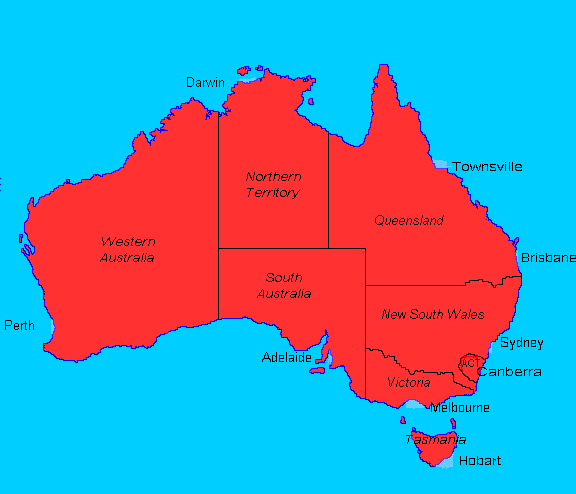 Darwin
Townsville
Northern
Territory
Queensland
Western
Australia
Brisbane
South
Australia
New South Wales
Perth
Sydney
Adelaide
ACT
Canberra
Victoria
Melbourne
Tasmania
Hobart